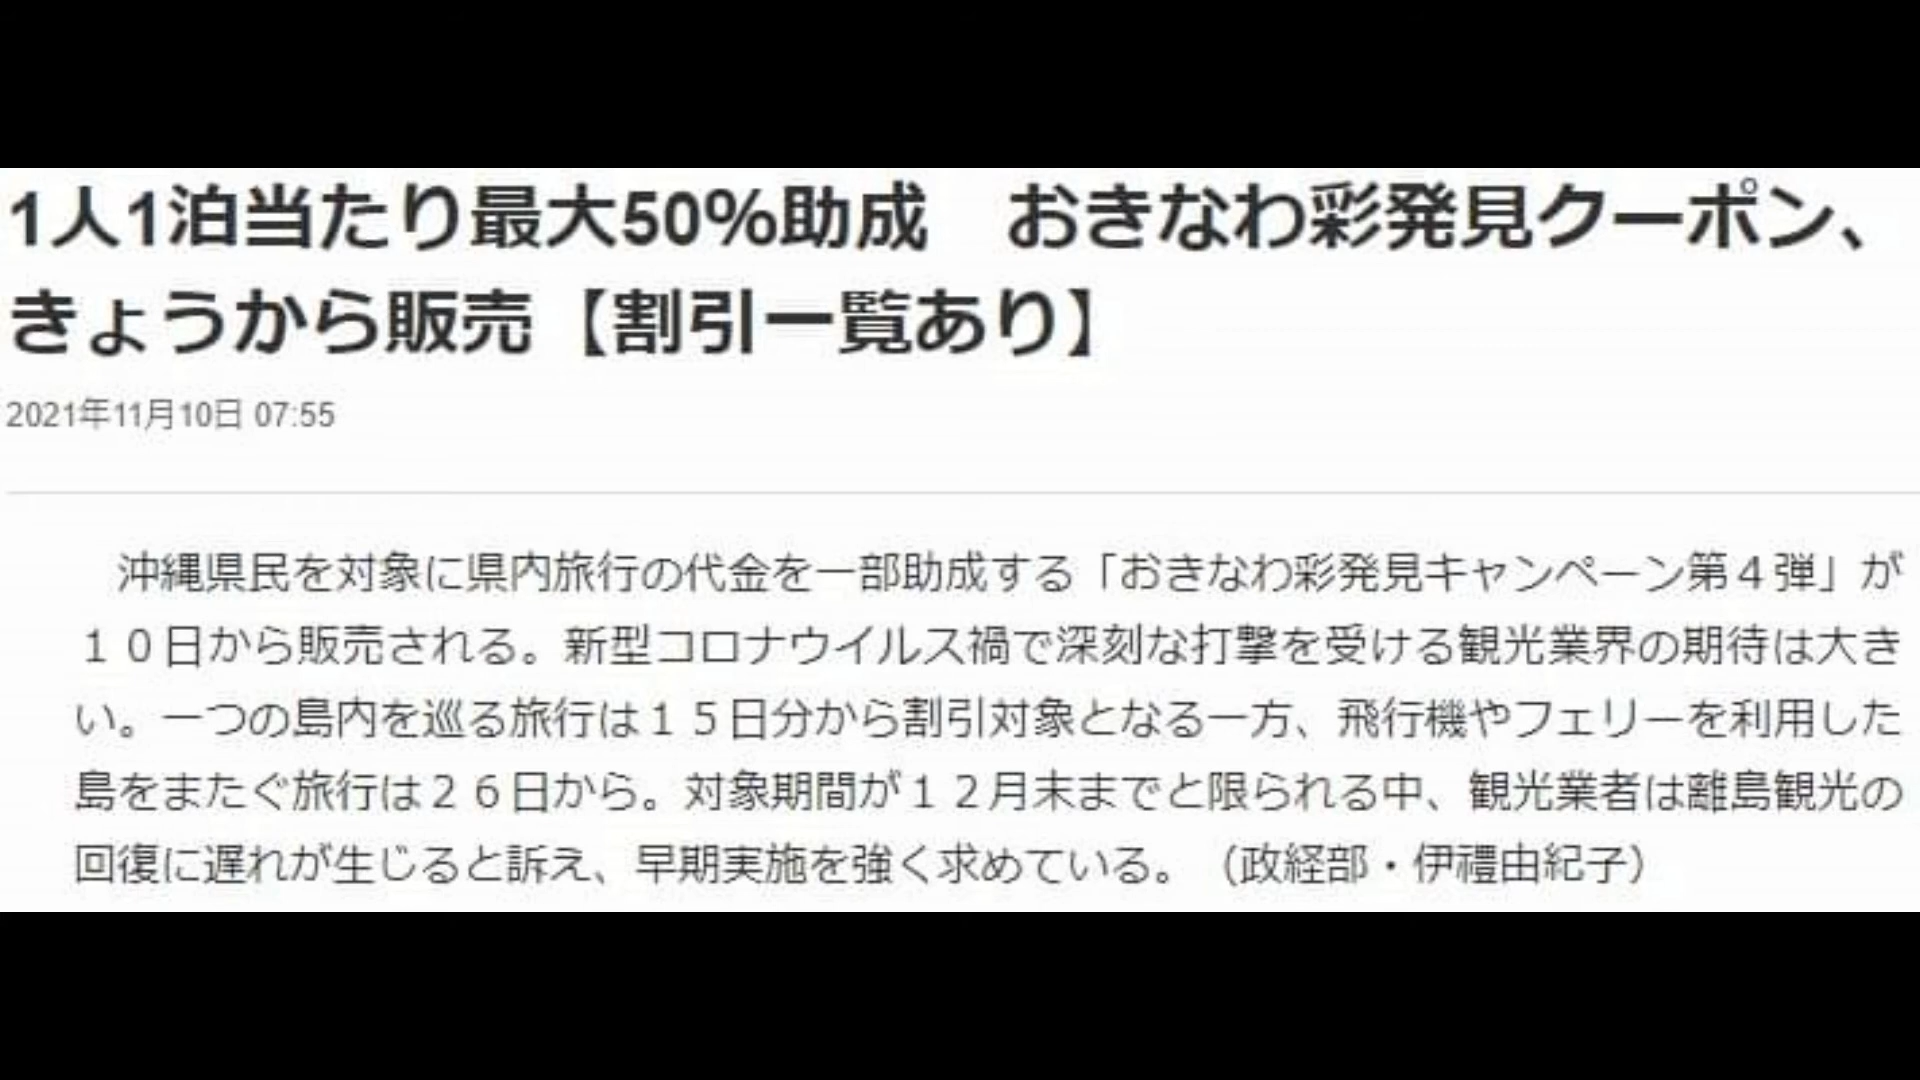 1人1泊当たり最大50%助成　おきなわ彩発見クーポン、
きょうから販売【割引一覧あり】
2021年11月10日 07:55
沖縄県民を対象に県内旅行の代金を一部助成する「おきなわ彩発見キャンペーン第４弾」が
１０日から販売される。新型コロナウイルス禍で深刻な打撃を受ける観光業界の期待は大き
い。一つの島内を巡る旅行は１５日分から割引対象となる一方、飛行機やフェリーを利用した
島をまたぐ旅行は２６日から。対象期間が１２月末までと限られる中、観光業者は離島観光の
回復に遅れが生じると訴え、早期実施を強く求めている。（政経部・伊禮由紀子）